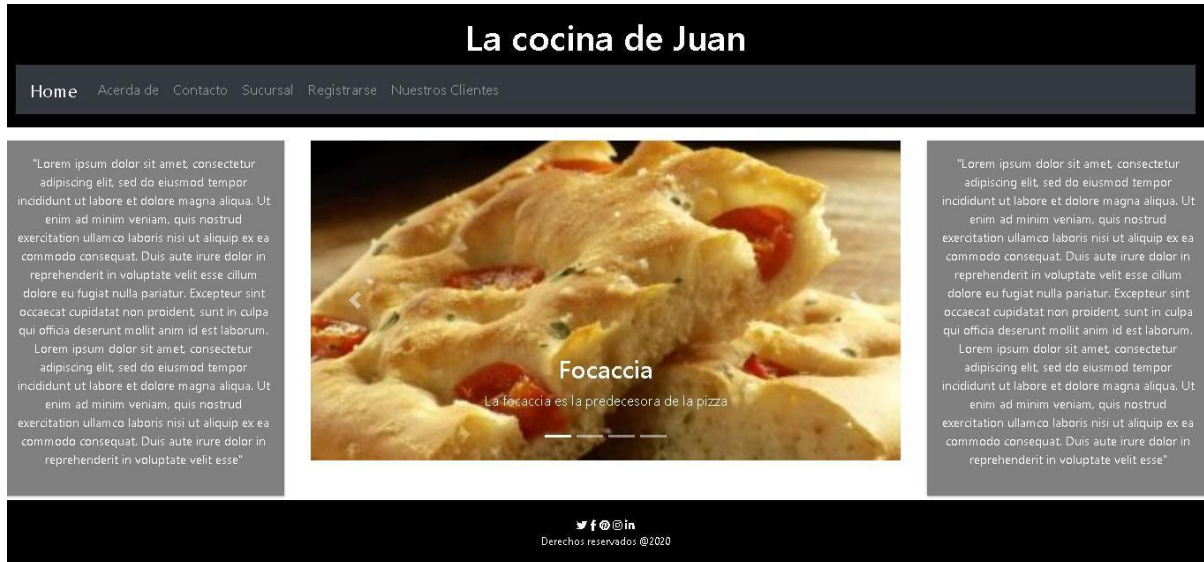 La cocina de Juan
Home Acerda de Contacto Sucursal Registrarse Nuestros Clientes
"Lorem ipsum dolor sit amet, consectetur
adipiscing elit, sed do eiusmod tempor
incididunt ut labore et dolore magna aliqua. Ut
enim ad minim veniam, quis nostrud
exercitation ullamco laboris nisi ut aliquip ex ea
commodo consequat. Duis aute irure dolor in
reprehenderit in voluptate velit esse cillum
dolore eu fugiat nulla pariatur. Excepteur sint
occaecat cupidatat non proident, sunt in culpa
qui officia deserunt mollit anim id est laborum.
Lorem ipsum dolor sit amet, consectetur
adipiscing elit, sed do eiusmod tempor
incididunt ut labore et dolore magna aliqua. Ut
enim ad minim veniam, quis nostrud
exercitation ullamco laboris nisi ut aliquip ex ea
commodo consequat. Duis aute irure dolor in
reprehenderit in voluptate velit esse"
Focaccia
La focaccia es la predecesora de la pizza
"Lorem ipsum dolor sit amet, consectetur
adipiscing elit, sed do eiusmod tempor
incididunt ut labore et dolore magna aliqua. Ut
enim ad minim veniam, quis nostrud
exercitation ullamco laboris nisi ut aliquip ex ea
commodo consequat. Duis aute irure dolor in
reprehenderit in voluptate velit esse cillum
dolore eu fugiat nulla pariatur. Excepteur sint
occaecat cupidatat non proident, sunt in culpa
qui officia deserunt mollit anim id est laborum.
Lorem ipsum dolor sit amet, consectetur
adipiscing elit, sed do eiusmod tempor
incididunt ut labore et dolore magna aliqua. Ut
enim ad minim veniam, quis nostrud
exercitation ullamco laboris nisi ut aliquip ex ea
commodo consequat. Duis aute irure dolor in
reprehenderit in voluptate velit esse"
Derechos reservados @2020